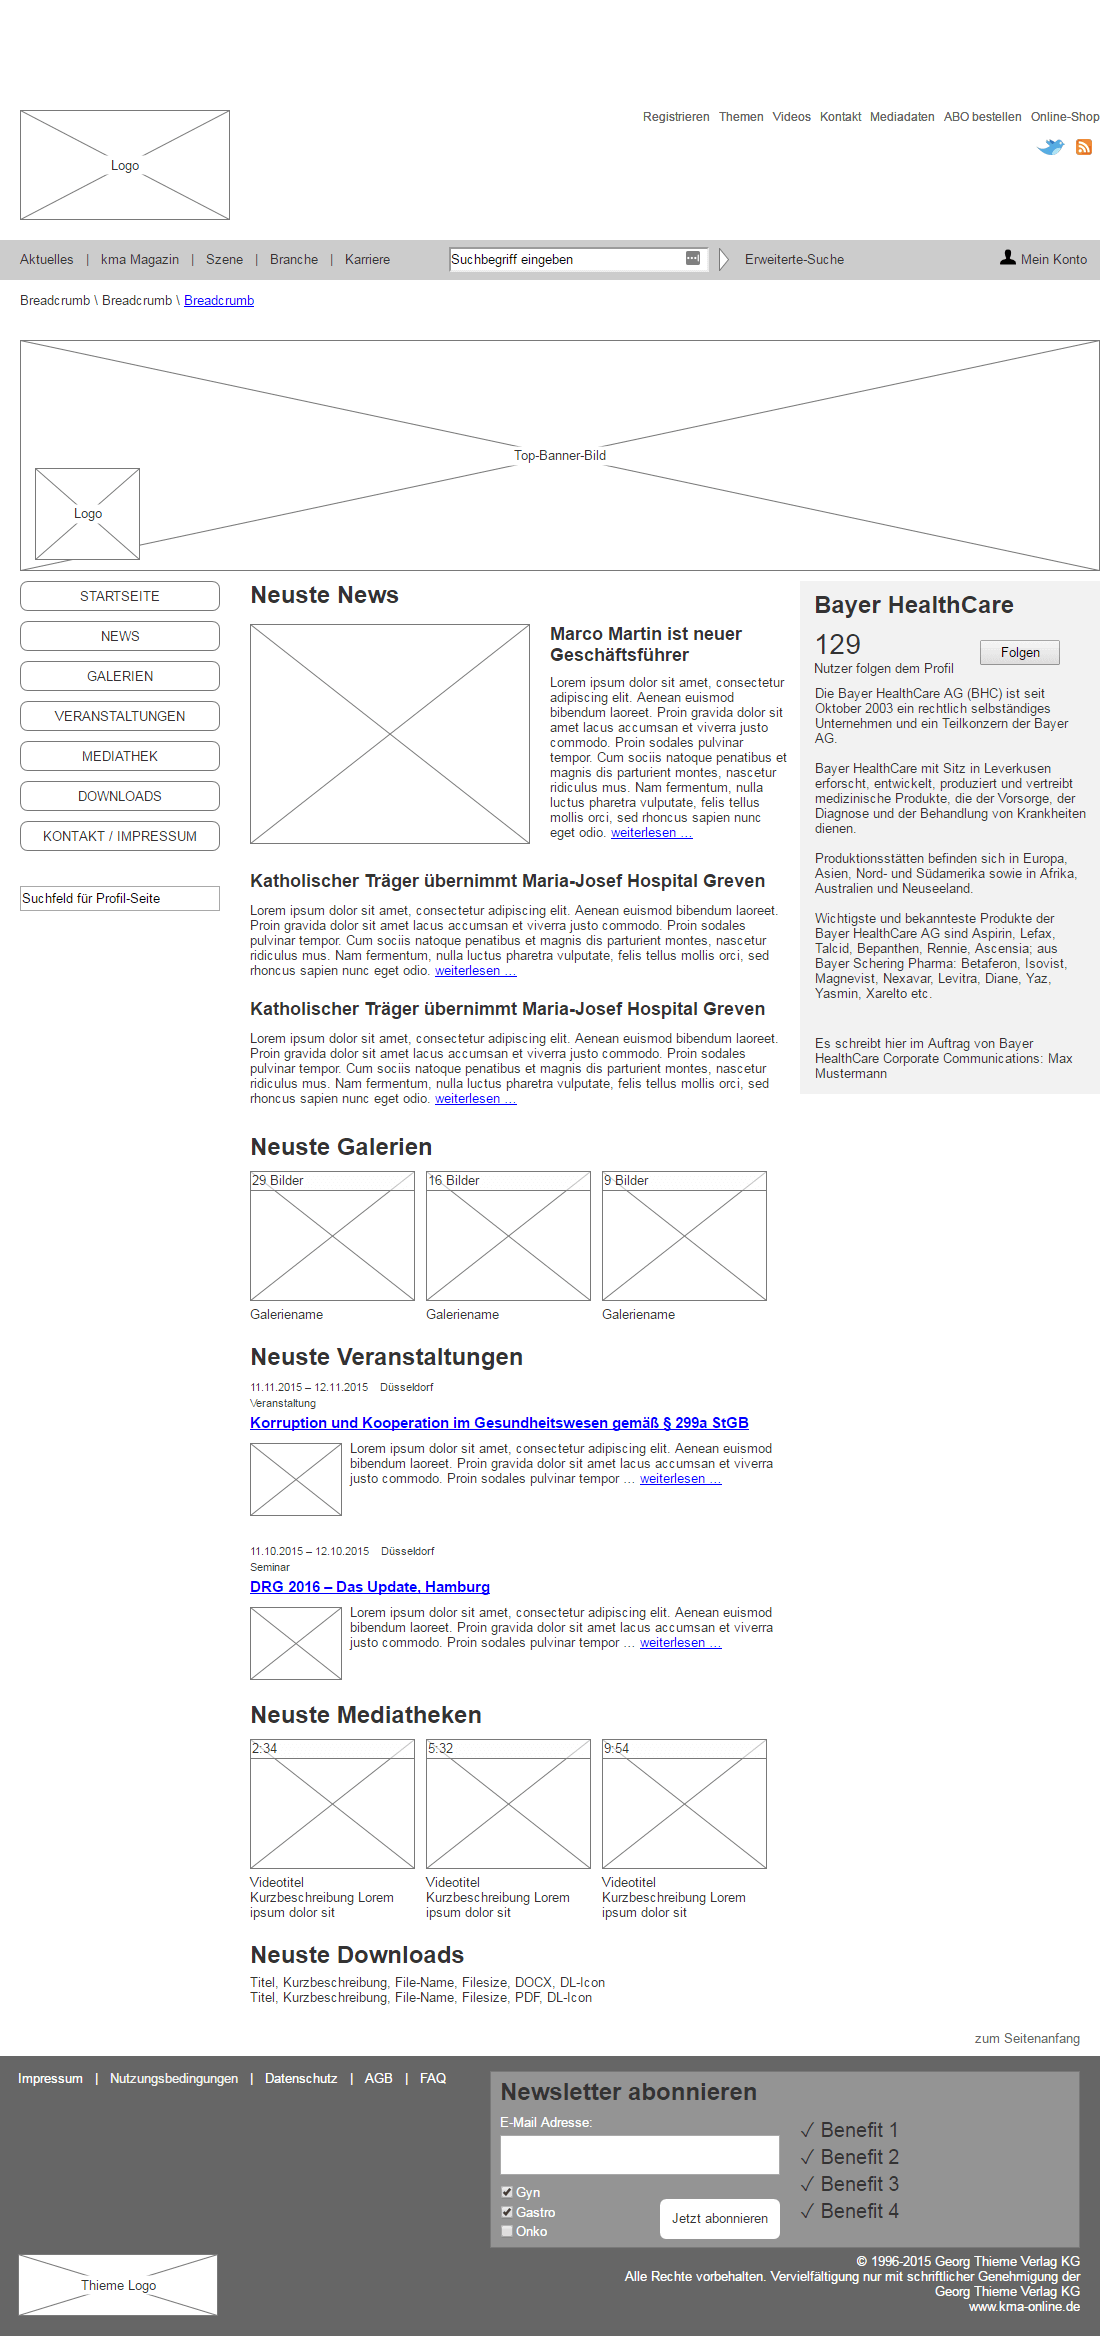 Registrieren Themen Videos Kontakt Mediadaten ABO bestellen Online-Shop
Logo
Aktuelles | kma Magazin | Szene | Branche | Karriere
Suchbegriff eingeben
Erweiterte-Suche
Mein Konto
Breadcrumb \ Breadcrumb \ Breadcrumb
Top-Banner-Bild
Logo
STARTSEITE
NEWS
GALERIEN
VERANSTALTUNGEN
MEDIATHEK
DOWNLOADS
KONTAKT / IMPRESSUM
Suchfeld für Profil-Seite
Neuste News
Marco Martin ist neuer
Geschäftsführer
Lorem ipsum dolor sit amet, consectetur
adipiscing elit. Aenean euismod
bibendum laoreet. Proin gravida dolor sit
amet lacus accumsan et viverra justo
commodo. Proin sodales pulvinar
tempor. Cum sociis natoque penatibus et
magnis dis parturient montes, nascetur
ridiculus mus. Nam fermentum, nulla
luctus pharetra vulputate, felis tellus
mollis orci, sed rhoncus sapien nunc
eget odio. weiterlesen ...
Katholischer Träger übernimmt Maria-Josef Hospital Greven
Lorem ipsum dolor sit amet, consectetur adipiscing elit. Aenean euismod bibendum laoreet.
Proin gravida dolor sit amet lacus accumsan et viverra justo commodo. Proin sodales
pulvinar tempor. Cum sociis natoque penatibus et magnis dis parturient montes, nascetur
ridiculus mus. Nam fermentum, nulla luctus pharetra vulputate, felis tellus mollis orci, sed
rhoncus sapien nunc eget odio. weiterlesen ...
Katholischer Träger übernimmt Maria-Josef Hospital Greven
Lorem ipsum dolor sit amet, consectetur adipiscing elit. Aenean euismod bibendum laoreet.
Proin gravida dolor sit amet lacus accumsan et viverra justo commodo. Proin sodales
pulvinar tempor. Cum sociis natoque penatibus et magnis dis parturient montes, nascetur
ridiculus mus. Nam fermentum, nulla luctus pharetra vulputate, felis tellus mollis orci, sed
rhoncus sapien nunc eget odio. weiterlesen ...
Bayer HealthCare
129
Nutzer folgen dem Profil
Folgen
Die Bayer HealthCare AG (BHC) ist seit
Oktober 2003 ein rechtlich selbständiges
Unternehmen und ein Teilkonzern der Bayer
AG.
Bayer HealthCare mit Sitz in Leverkusen
erforscht, entwickelt, produziert und vertreibt
medizinische Produkte, die der Vorsorge, der
Diagnose und der Behandlung von Krankheiten
dienen.
Produktionsstätten befinden sich in Europa,
Asien, Nord- und Südamerika sowie in Afrika,
Australien und Neuseeland.
Wichtigste und bekannteste Produkte der
Bayer HealthCare AG sind Aspirin, Lefax,
Talcid, Bepanthen, Rennie, Ascensia; aus
Bayer Schering Pharma: Betaferon, Isovist,
Magnevist, Nexavar, Levitra, Diane, Yaz,
Yasmin, Xarelto etc.
Es schreibt hier im Auftrag von Bayer
HealthCare Corporate Communications: Max
Mustermann
Neuste Galerien
29 Bilder
16 Bilder
9 Bilder
Galeriename
Galeriename
Galeriename
Neuste Veranstaltungen
11.11.2015 – 12.11.2015 Düsseldorf
Veranstaltung
Korruption und Kooperation im Gesundheitswesen gemäß § 299a StGB
Lorem ipsum dolor sit amet, consectetur adipiscing elit. Aenean euismod
bibendum laoreet. Proin gravida dolor sit amet lacus accumsan et viverra
justo commodo. Proin sodales pulvinar tempor ... weiterlesen ...
11.10.2015 – 12.10.2015 Düsseldorf
Seminar
DRG 2016 – Das Update, Hamburg
Lorem ipsum dolor sit amet, consectetur adipiscing elit. Aenean euismod
bibendum laoreet. Proin gravida dolor sit amet lacus accumsan et viverra
justo commodo. Proin sodales pulvinar tempor ... weiterlesen ...
Neuste Mediatheken
2:34
5:32
9:54
Videotitel
Kurzbeschreibung Lorem
ipsum dolor sit
Videotitel
Kurzbeschreibung Lorem
ipsum dolor sit
Videotitel
Kurzbeschreibung Lorem
ipsum dolor sit
Neuste Downloads
Titel, Kurzbeschreibung, File-Name, Filesize, DOCX, DL-Icon
Titel, Kurzbeschreibung, File-Name, Filesize, PDF, DL-Icon
zum Seitenanfang
Impressum | Nutzungsbedingungen | Datenschutz | AGB | FAQ
Newsletter abonnieren
E-Mail Adresse:
Gyn
Gastro
Onko
Jetzt abonnieren
✓ Benefit 1
✓ Benefit 2
✓ Benefit 3
✓ Benefit 4
Thieme Logo
© 1996-2015 Georg Thieme Verlag KG
Alle Rechte vorbehalten. Vervielfältigung nur mit schriftlicher Genehmigung der
Georg Thieme Verlag KG
www.kma-online.de